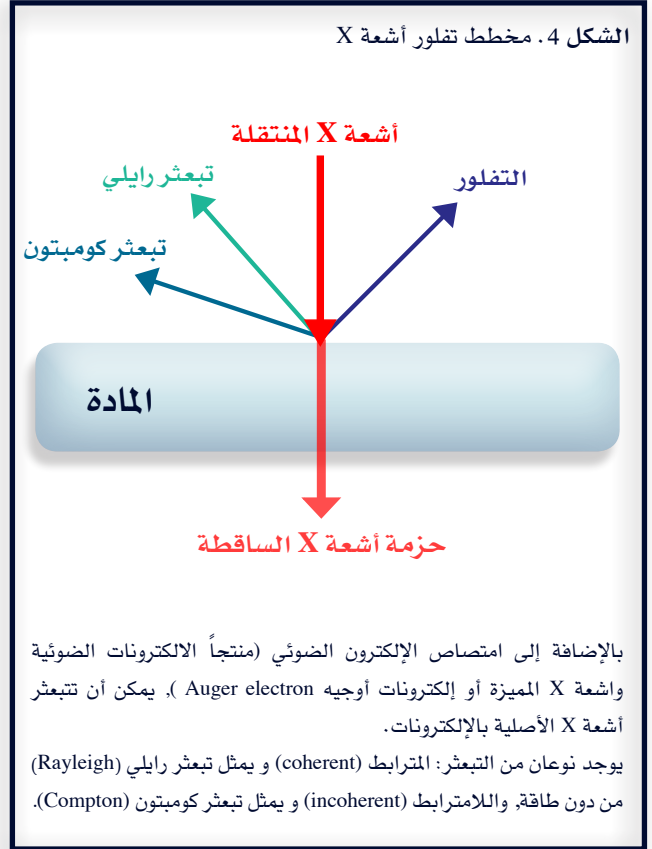 الشكل 4. مخطط تفلور أشعة X
أشعة X المنتقلة
التفلور
تبعثر رايلي
تبعثر كومبتون
المادة
حزمة أشعة X الساقطة
بالإضافة إلى امتصاص الإلكترون الضوئي (منتجاً الالكترونات الضوئية
واشعة X المميزة أو إلكترونات أوجيه Auger electron ), يمكن أن تتبعثر
أشعة X الأصلية بالإلكترونات.
يوجد نوعان من التبعثر: المترابط (coherent) و يمثل تبعثر رايلي (Rayleigh)
من دون طاقة, واللامترابط (incoherent) و يمثل تبعثر كومبتون (Compton).